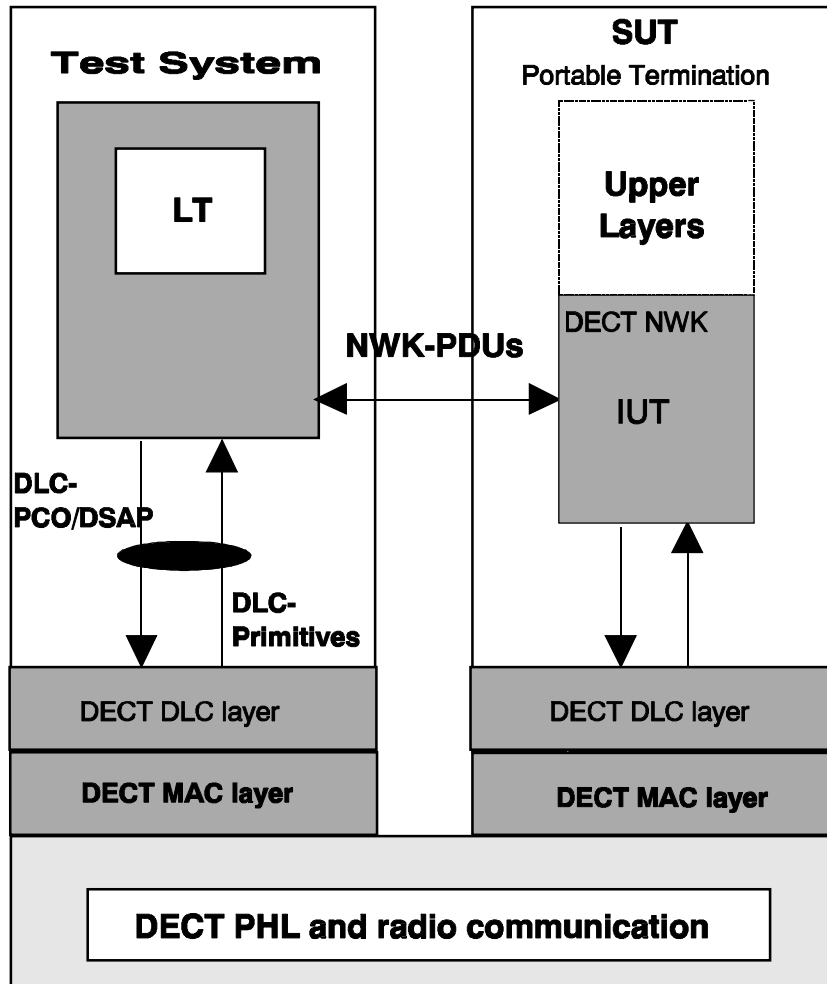 Test System
LT
SUT
Portable Termination
Upper
Layers
DECT NWK
IUT
NWK-PDUs
DLC-
PCO/DSAP
DLC-
Primitives
DECT DLC layer
DECT MAC layer
DECT DLC layer
DECT MAC layer
DECT PHL and radio communication